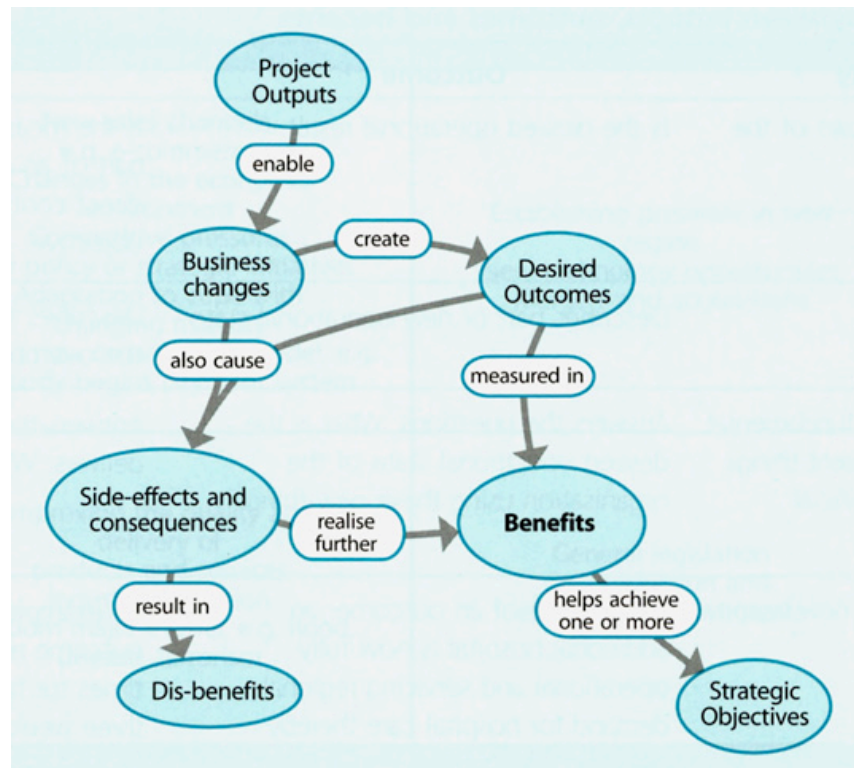 Project
Outputs
enable
Business
changes
create
Desired
Outcomes
also cause
measured in
Side-effects and
consequences
realise
further
Benefits
result in
helps achieve
one or more
Dis-benefits
Strategic
Objectives